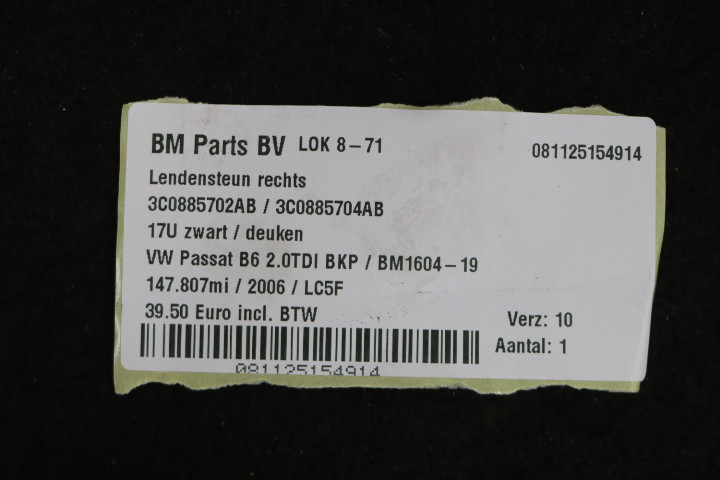 BM Parts BV LOK 8-71
081125154914
Lendensteun rechts
3C0885702AB / 3C0885704AB
17U zwart / deuken
VW Passat B6 2.0TDI BKP / BM1604-19
147.807mi / 2006 / LC5F
39.50 Euro incl. BTW
Verz: 10
Aantal: 1
081125154914